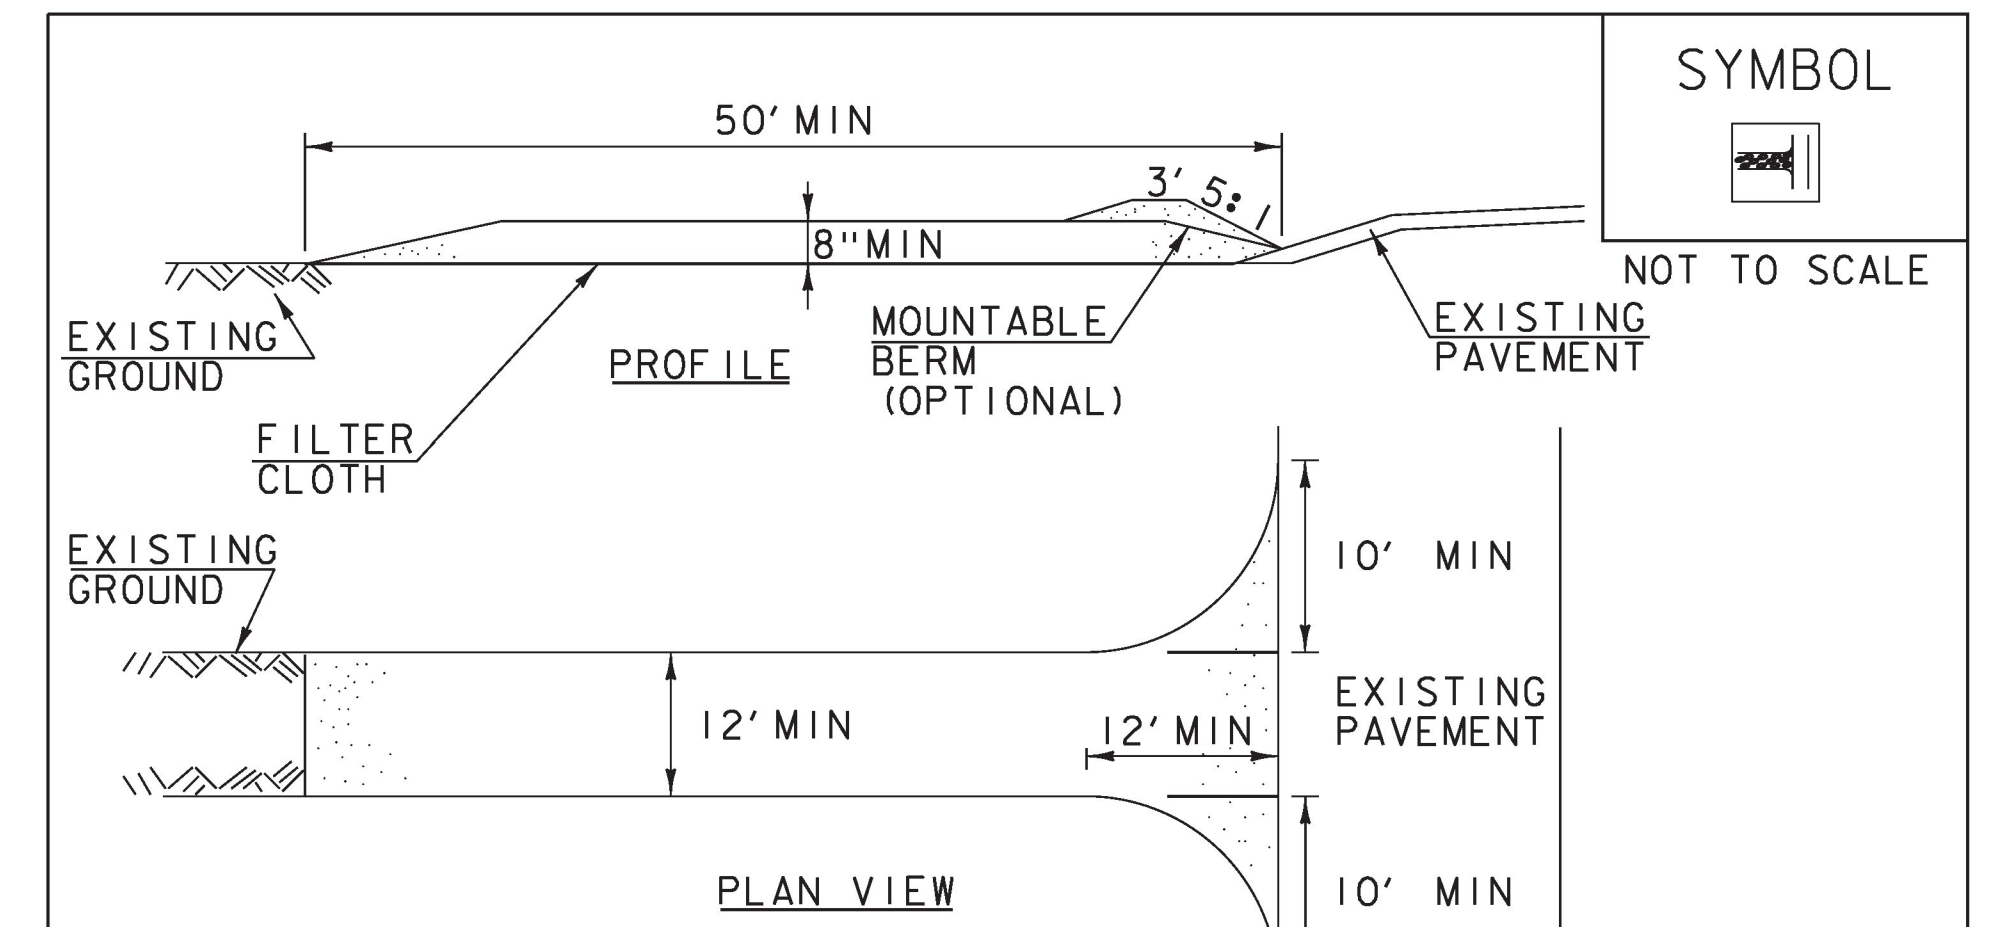 SYMBOL
50' MIN
3' 5:1
8" MIN
NOT TO SCALE
EXISTING
GROUND
PROFILE
MOUNTABLE
BERM
(OPTIONAL)
EXISTING
PAVEMENT
FILTER
CLOTH
EXISTING
GROUND
10' MIN
12' MIN
12' MIN
EXISTING
PAVEMENT
PLAN VIEW
10' MIN